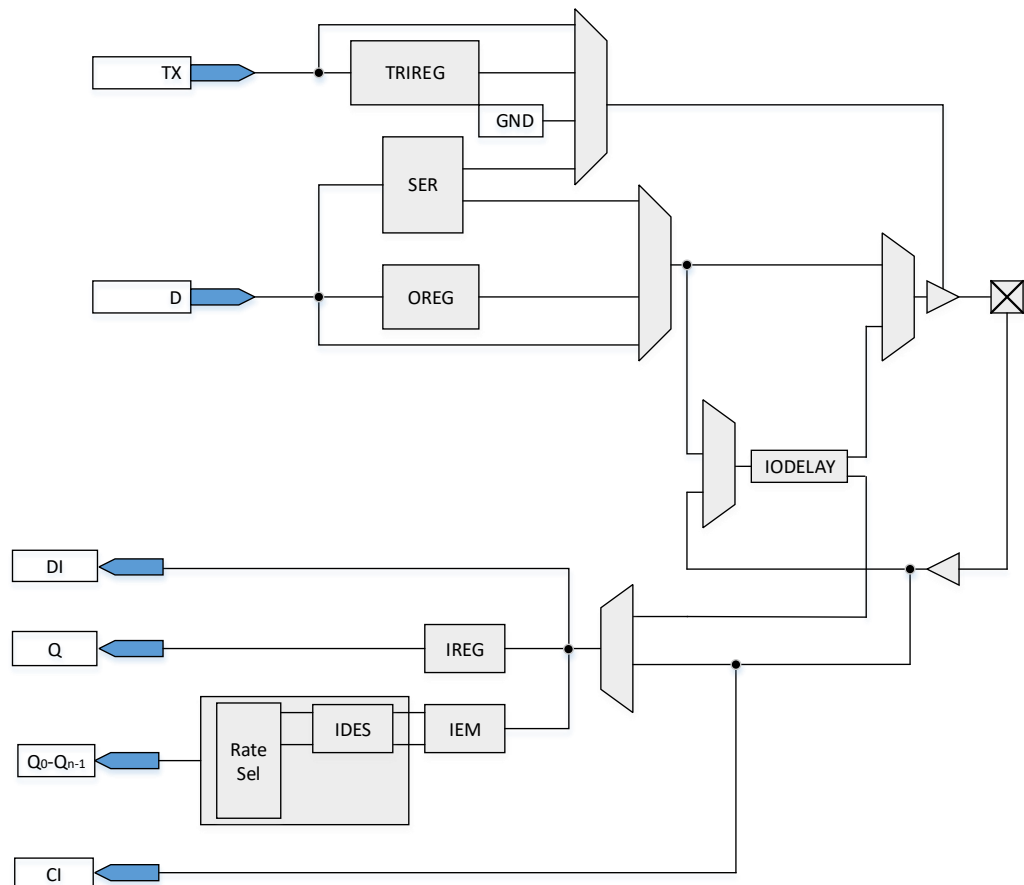 TX
TRIREG
GND
SER
D
OREG
IODELAY
DI
Q
IREG
Rate
Sel
IDES
IEM
Q0-Qn-1
CI